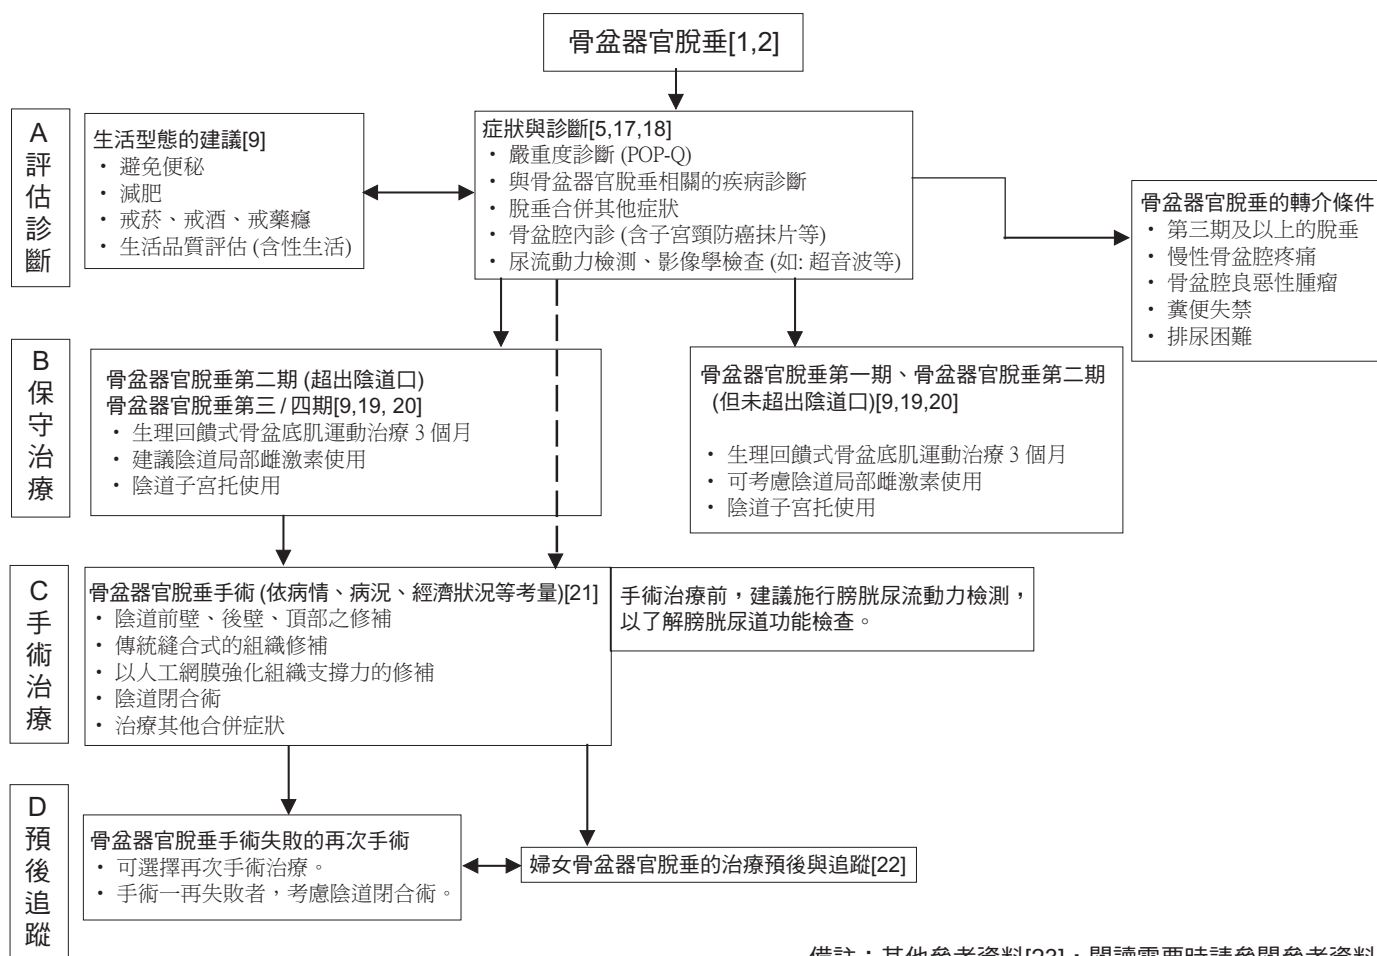 骨盆器官脫垂[1,2]
A
評
估
診
斷
生活型態的建議[9]
・ 避免便秘
・ 減肥
・ 戒菸、戒酒、戒藥癮
・ 生活品質評估 (含性生活)
症狀與診斷[5,17,18]
・ 嚴重度診斷 (POP-Q)
・ 與骨盆器官脫垂相關的疾病診斷
・ 脫垂合併其他症狀
・ 骨盆腔內診 (含子宮頸防癌抹片等)
・ 尿流動力檢測、影像學檢查 (如: 超音波等)
骨盆器官脫垂的轉介條件
・ 第三期及以上的脫垂
・ 慢性骨盆腔疼痛
・ 骨盆腔良惡性腫瘤
・ 糞便失禁
・ 排尿困難
B
保
守
治
療
骨盆器官脫垂第二期 (超出陰道口)
骨盆器官脫垂第三 / 四期[9,19, 20]
・ 生理回饋式骨盆底肌運動治療 3 個月
・ 建議陰道局部雌激素使用
・ 陰道子宮托使用
骨盆器官脫垂第一期、骨盆器官脫垂第二期
(但未超出陰道口)[9,19,20]
・ 生理回饋式骨盆底肌運動治療 3 個月
・ 可考慮陰道局部雌激素使用
・ 陰道子宮托使用
C
手
術
治
療
骨盆器官脫垂手術 (依病情、病況、經濟狀況等考量)[21]
・ 陰道前壁、後壁、頂部之修補
・ 傳統縫合式的組織修補
・ 以人工網膜強化組織支撐力的修補
・ 陰道閉合術
・ 治療其他合併症狀
手術治療前，建議施行膀胱尿流動力檢測，
以了解膀胱尿道功能檢查。
D
預
後
追
蹤
骨盆器官脫垂手術失敗的再次手術
・ 可選擇再次手術治療。
・ 手術一再失敗者，考慮陰道閉合術。
婦女骨盆器官脫垂的治療預後與追蹤[22]
備註：其他參考資料[23]，閱讀需要時請參閱參考資料